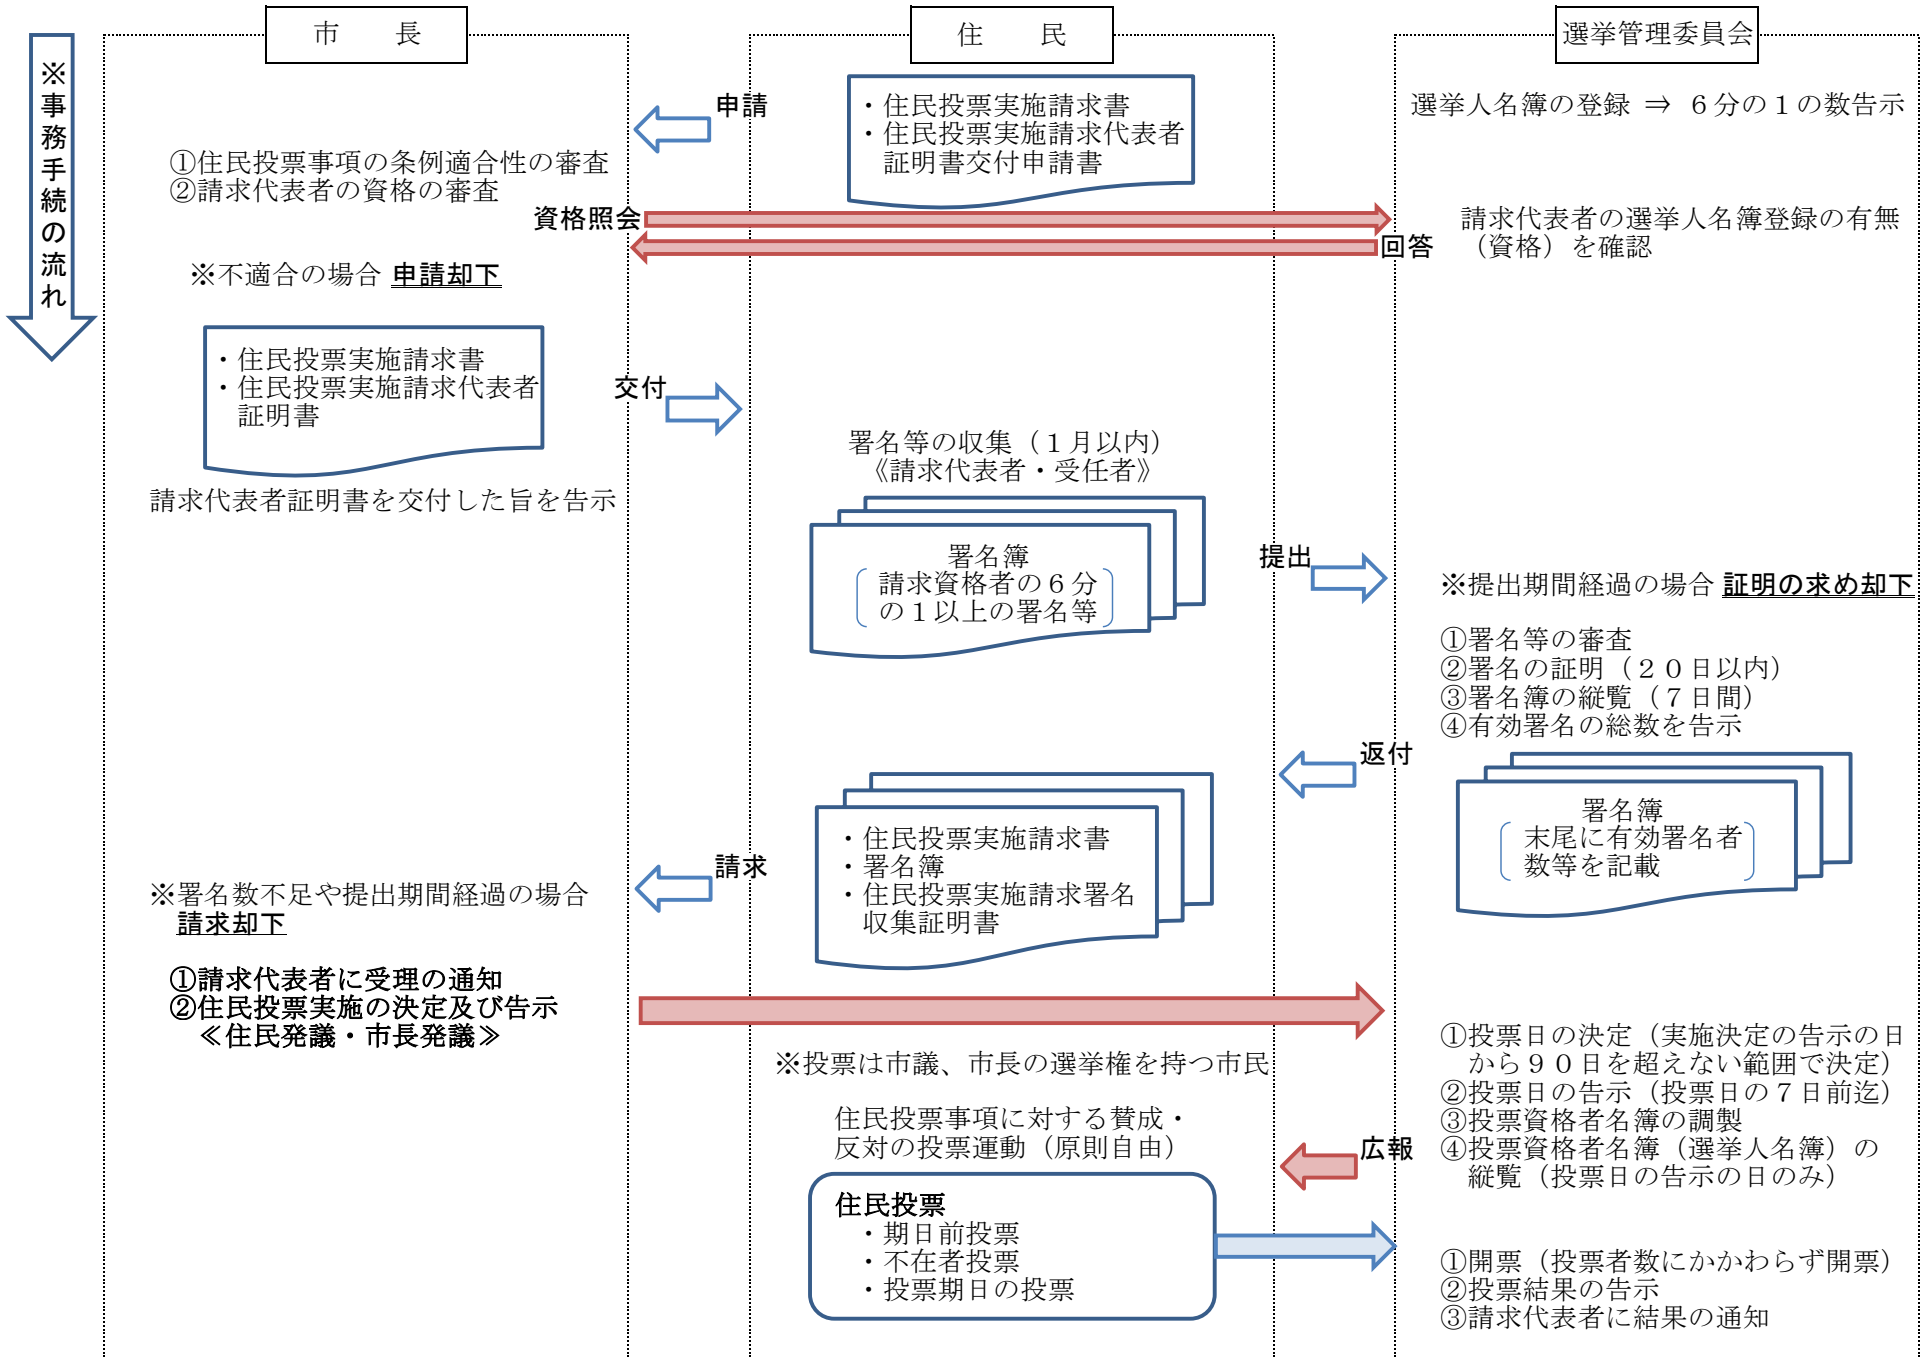 市　　長
住　　民
選挙管理委員会
※事務手続の流れ
申請
・住民投票実施請求書
・住民投票実施請求代表者
証明書交付申請書
選挙人名簿の登録 ⇒ ６分の１の数告示
①住民投票事項の条例適合性の審査
②請求代表者の資格の審査
資格照会
回答
請求代表者の選挙人名簿登録の有無
（資格）を確認
※不適合の場合 申請却下
・住民投票実施請求書
・住民投票実施請求代表者
証明書
交付
請求代表者証明書を交付した旨を告示
署名等の収集（１月以内）
《請求代表者・受任者》
署名簿
請求資格者の６分
の１以上の署名等
提出
※提出期間経過の場合 証明の求め却下
①署名等の審査
②署名の証明（２０日以内）
③署名簿の縦覧（７日間）
④有効署名の総数を告示
返付
署名簿
末尾に有効署名者
数等を記載
・住民投票実施請求書
・署名簿
・住民投票実施請求署名
収集証明書
請求
※署名数不足や提出期間経過の場合
請求却下
①請求代表者に受理の通知
②住民投票実施の決定及び告示
≪住民発議・市長発議≫
①投票日の決定（実施決定の告示の日
から９０日を超えない範囲で決定）
②投票日の告示（投票日の７日前迄）
③投票資格者名簿の調製
④投票資格者名簿（選挙人名簿）の
縦覧（投票日の告示の日のみ）
※投票は市議、市長の選挙権を持つ市民
住民投票事項に対する賛成・
反対の投票運動（原則自由）
広報
住民投票
・期日前投票
・不在者投票
・投票期日の投票
①開票（投票者数にかかわらず開票）
②投票結果の告示
③請求代表者に結果の通知